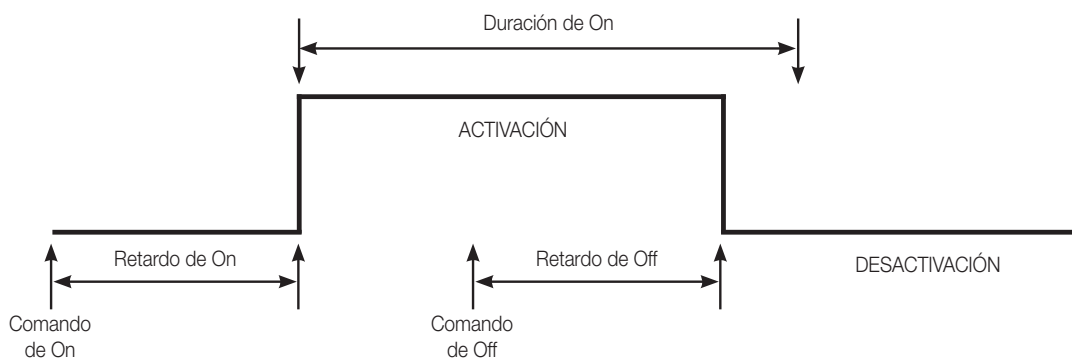 Duración de On
ACTIVACIÓN
Retardo de On
Retardo de Off
DESACTIVACIÓN
Comando
de On
Comando
de Off